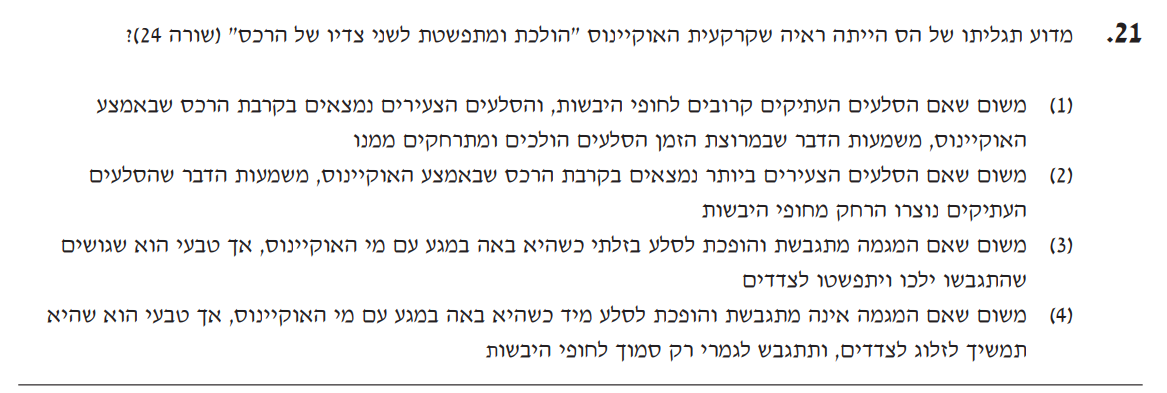 21. מדוע תגליתו של הס הייתה ראיה שקרקעית האוקיינוס "הולכת ומתפשטת לשני צדיו של הרכס" (שורה 24)?
(1) משום שאם הסלעים העתיקים קרובים לחופי היבשות, והסלעים הצעירים נמצאים בקרבת הרכס שבאמצע
האוקיינוס, משמעות הדבר שבמרוצת הזמן הסלעים הולכים ומתרחקים ממנו
(2) משום שאם הסלעים הצעירים ביותר נמצאים בקרבת הרכס שבאמצע האוקיינוס, משמעות הדבר שהסלעים
העתיקים נוצרו הרחק מחופי היבשות
(3) משום שאם המגמה מתגבשת והופכת לסלע בזלתי כשהיא באה במגע עם מי האוקיינוס, אך טבעי הוא שגושים
שהתגבשו ילכו ויתפשטו לצדדים
(4) משום שאם המגמה אינה מתגבשת והופכת לסלע מיד כשהיא באה במגע עם מי האוקיינוס, אך טבעי הוא שהיא
תמשיך לזלוג לצדדים, ותתגבש לגמרי רק סמוך לחופי היבשות